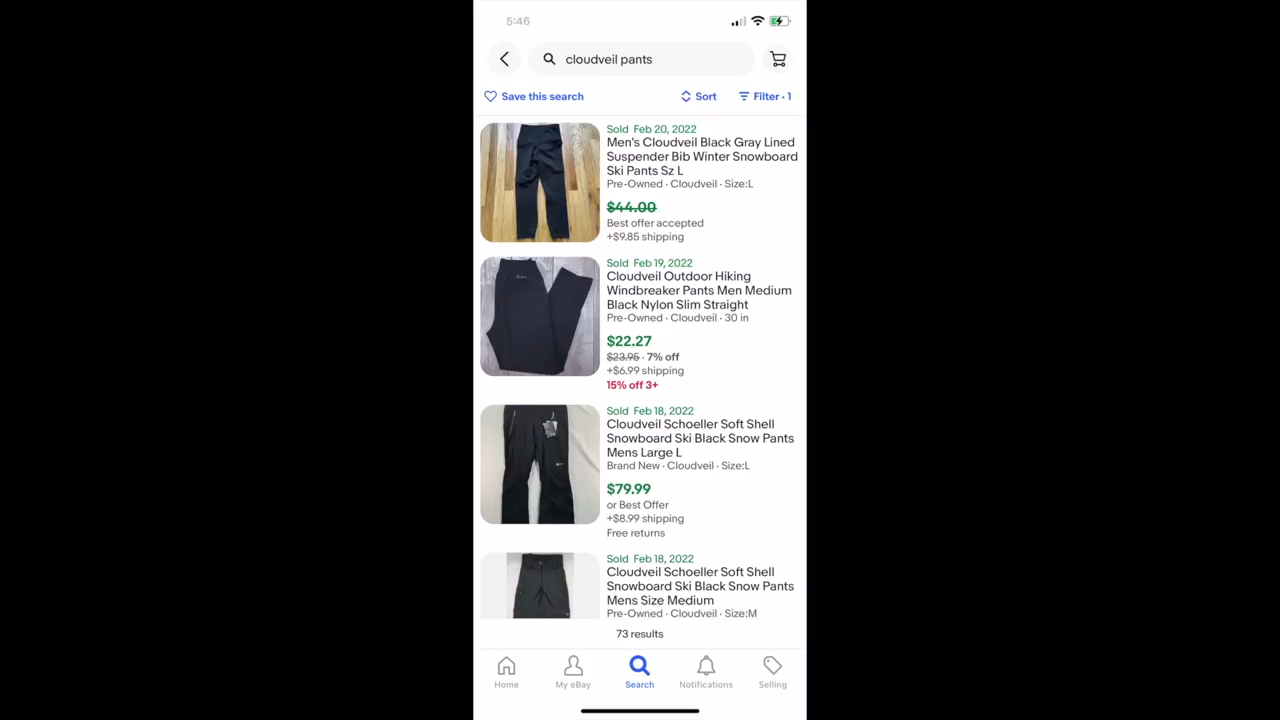 5:46
cloudveil pants
Save this search
Sort
Filter · 1
Sold Feb 20, 2022
Men's Cloudveil Black Gray Lined
Suspender Bib Winter Snowboard
Ski Pants Sz L
Pre-Owned · Cloudveil · Size:L
$44.00
Best offer accepted
+$9.85 shipping
Sold Feb 19, 2022
Cloudveil Outdoor Hiking
Windbreaker Pants Men Medium
Black Nylon Slim Straight
Pre-Owned · Cloudveil · 30 in
$22.27
$23.95 · 7% off
+$6.99 shipping
15% off 3+
Sold Feb 18, 2022
Cloudveil Schoeller Soft Shell
Snowboard Ski Black Snow Pants
Mens Large L
Brand New · Cloudveil · Size:L
$79.99
or Best Offer
+$8.99 shipping
Free returns
Sold Feb 18, 2022
Cloudveil Schoeller Soft Shell
Snowboard Ski Black Snow Pants
Mens Size Medium
Pre-Owned · Cloudveil · Size:M
73 results
Home
My eBay
Search
Notifications
Selling